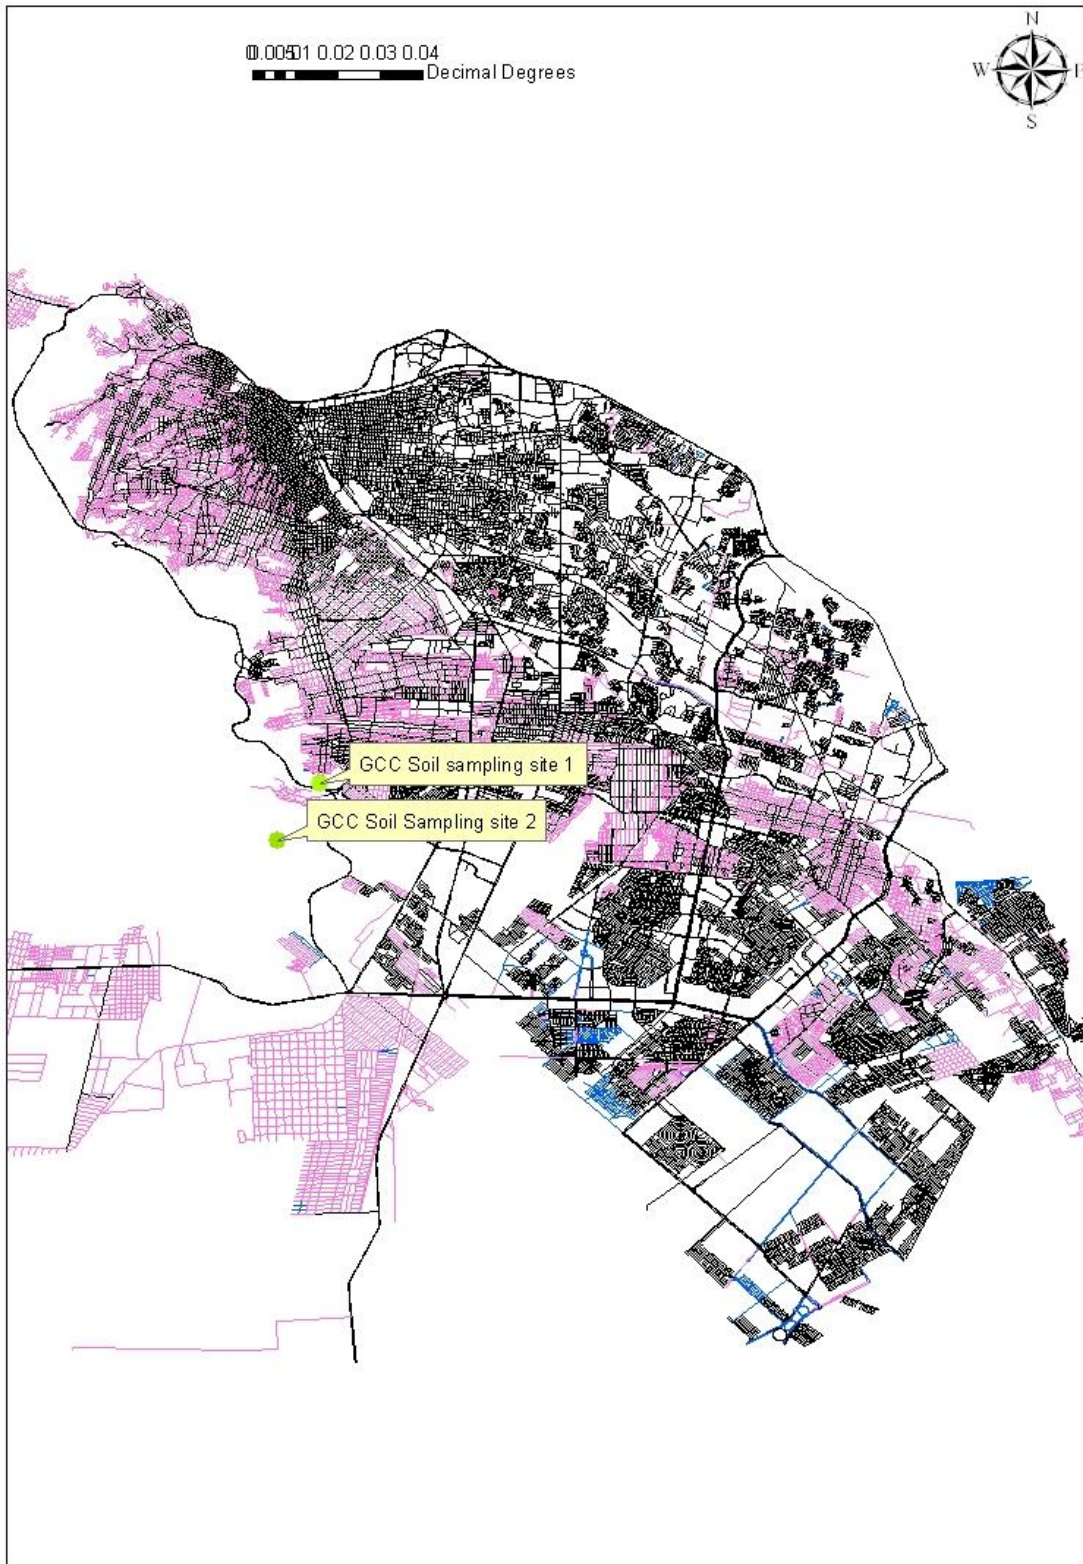 N
0 0.005 0.01 0.02 0.03 0.04
W E
Decimal Degrees
S
GCC Soil sampling site 1
GCC Soil Sampling site 2